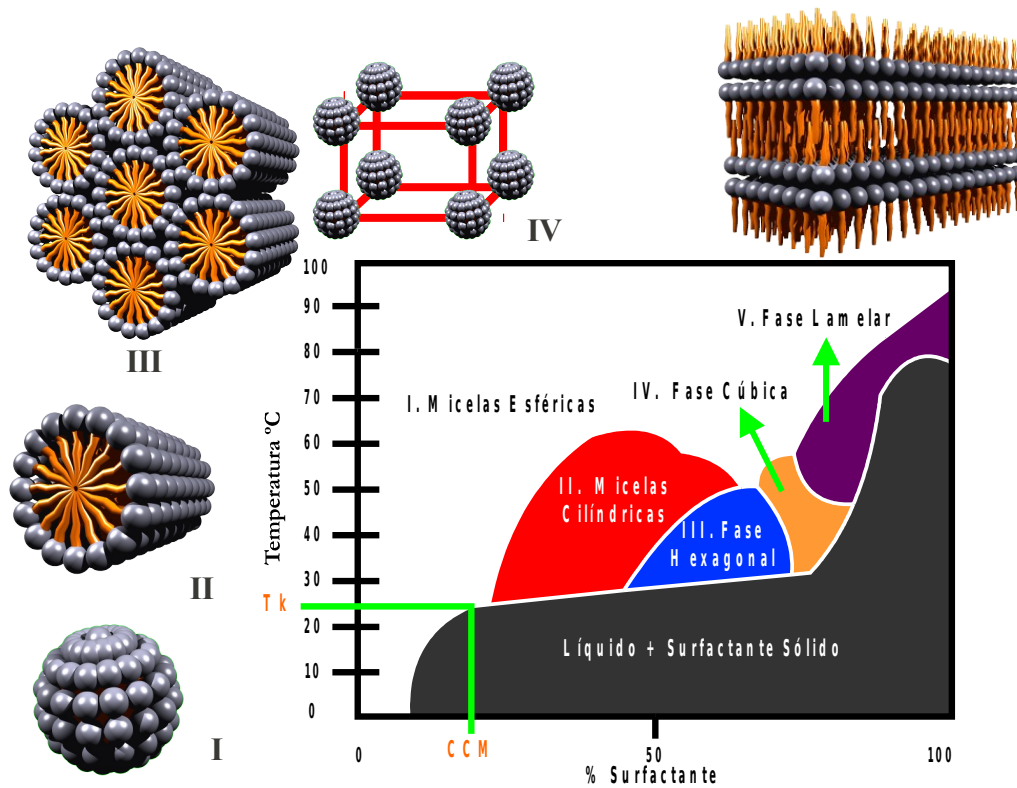 IV
III
II
I
100
90
80
70
60
50
40
30
20
10
0
Temperatura ºC
Tk
CCM
0
50
100
% Surfactante
V. Fase Lamelar
IV. Fase Cúbica
I. Micelas Esféricas
II. Micelas
Cilíndricas
III. Fase
Hexagonal
Líquido + Surfactante Sólido